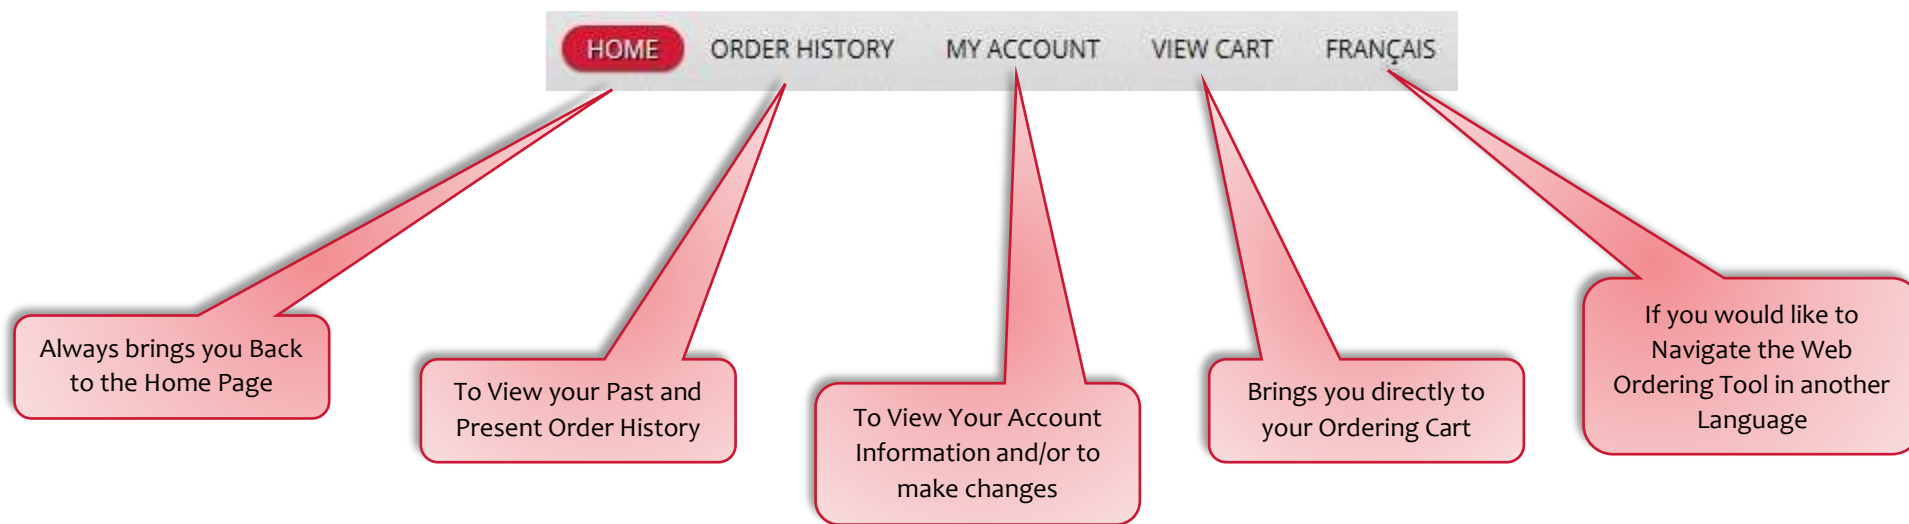 HOME ORDER HISTORY MY ACCOUNT VIEW CART FRANÇAIS
Always brings you Back
to the Home Page
To View your Past and
Present Order History
To View Your Account
Information and/or to
make changes
Brings you directly to
your Ordering Cart
If you would like to
Navigate the Web
Ordering Tool in another
Language